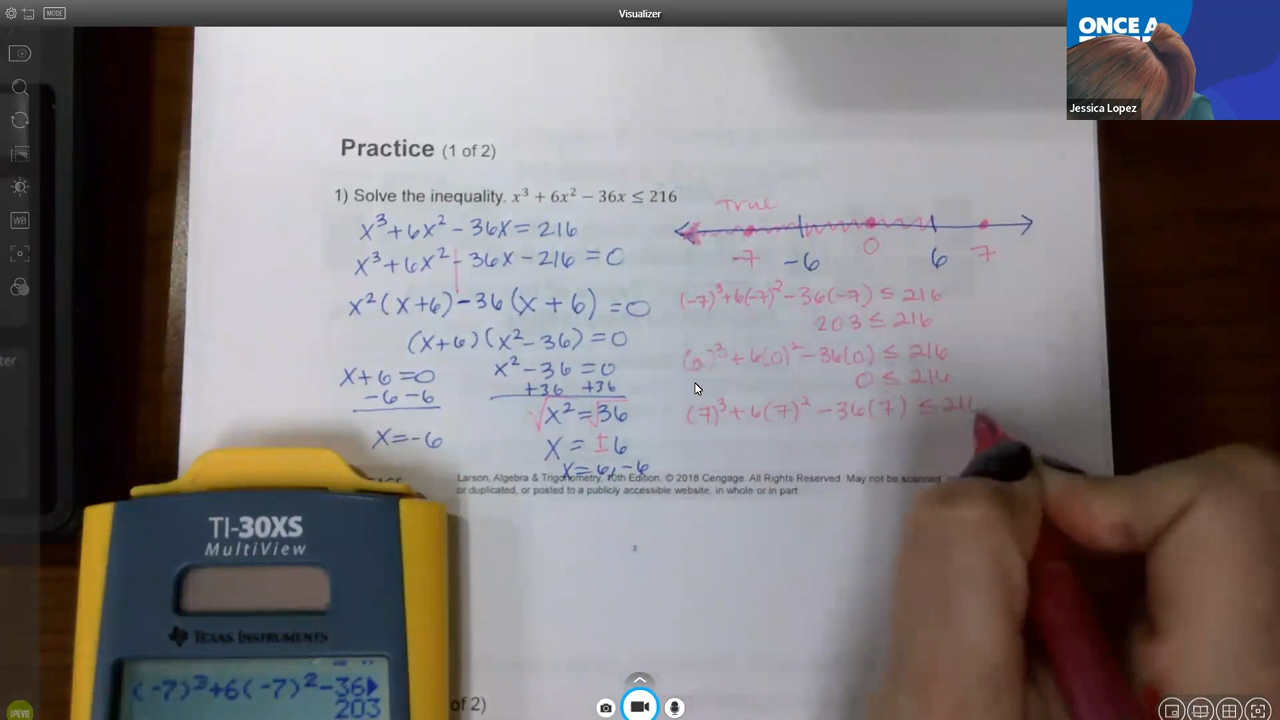 MODE
Visualizer
ONCE A
Jessica Lopez
Practice (1 of 2)
1) Solve the inequality. x³ + 6x² − 36x ≤ 216
True
x³+6x² - 36x = 216
-7 -6 0 6 7
x³+6x² - 36x - 216 = 0
x²(x+6) - 36(x+6) = 0
(x+6)(x²-36) = 0
x+6 = 0
-6 -6
x = -6
x²-36 = 0
+36 +36
√x² = √36
x = ±6
x = 6, -6
(-7)³+6(-7)²-36(-7) ≤ 216
203 ≤ 216
(0)³+6(0)²-36(0) ≤ 216
0 ≤ 216
(7)³+6(7)²-36(7) ≤ 216
Larson, Algebra & Trigonometry, 10th Edition. © 2018 Cengage. All Rights Reserved. May not be scanned
or duplicated, or posted to a publicly accessible website, in whole or in part.
3
TI-30XS
MultiView
TEXAS INSTRUMENTS
(-7)³+6(-7)²-36
203
of 2)
WB
IPEVO